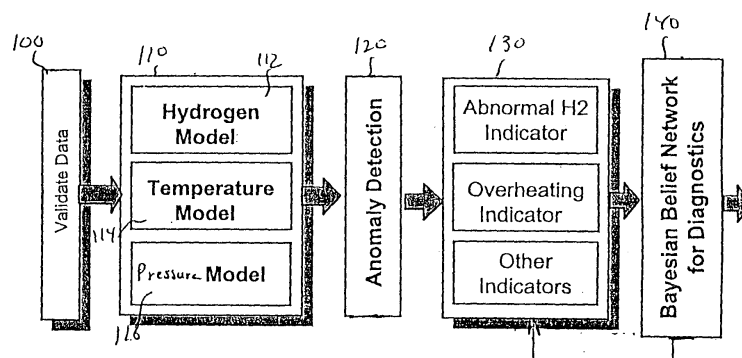 100
Validate Data
110
112
Hydrogen
Model
Temperature
Model
114
Pressure Model
116
120
Anomaly Detection
130
Abnormal H2
Indicator
Overheating
Indicator
Other
Indicators
140
Bayesian Belief Network
for Diagnostics